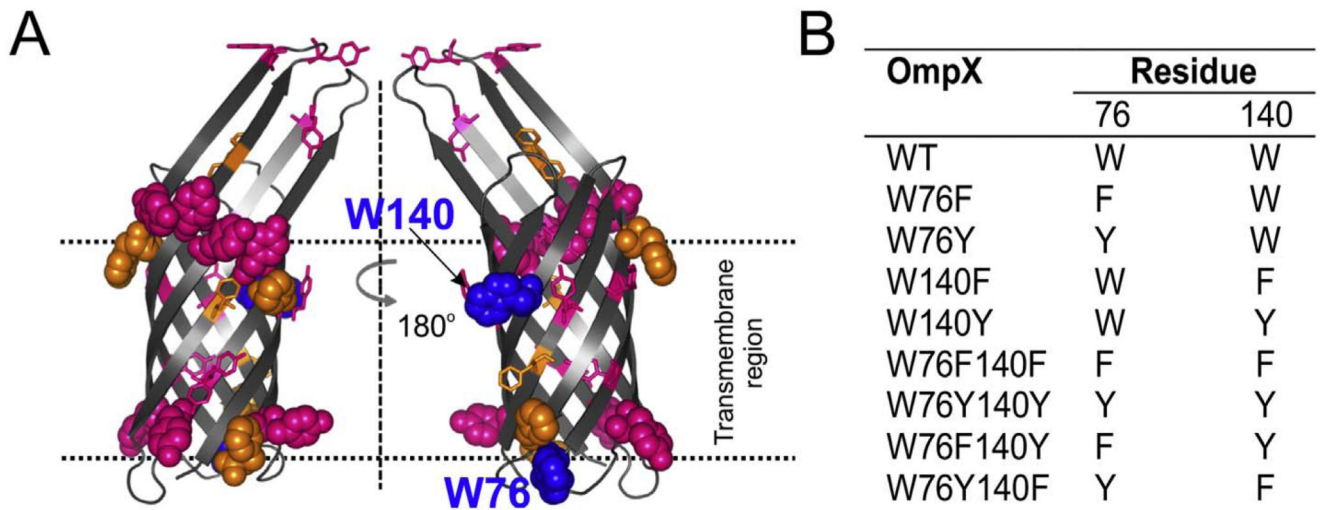 A
W140
180°
W76
Transmembrane
region
B
OmpX Residue
76 140
WT W W
W76F F W
W76Y Y W
W140F W F
W140Y W Y
W76F140F F F
W76Y140Y Y Y
W76F140Y F Y
W76Y140F Y F